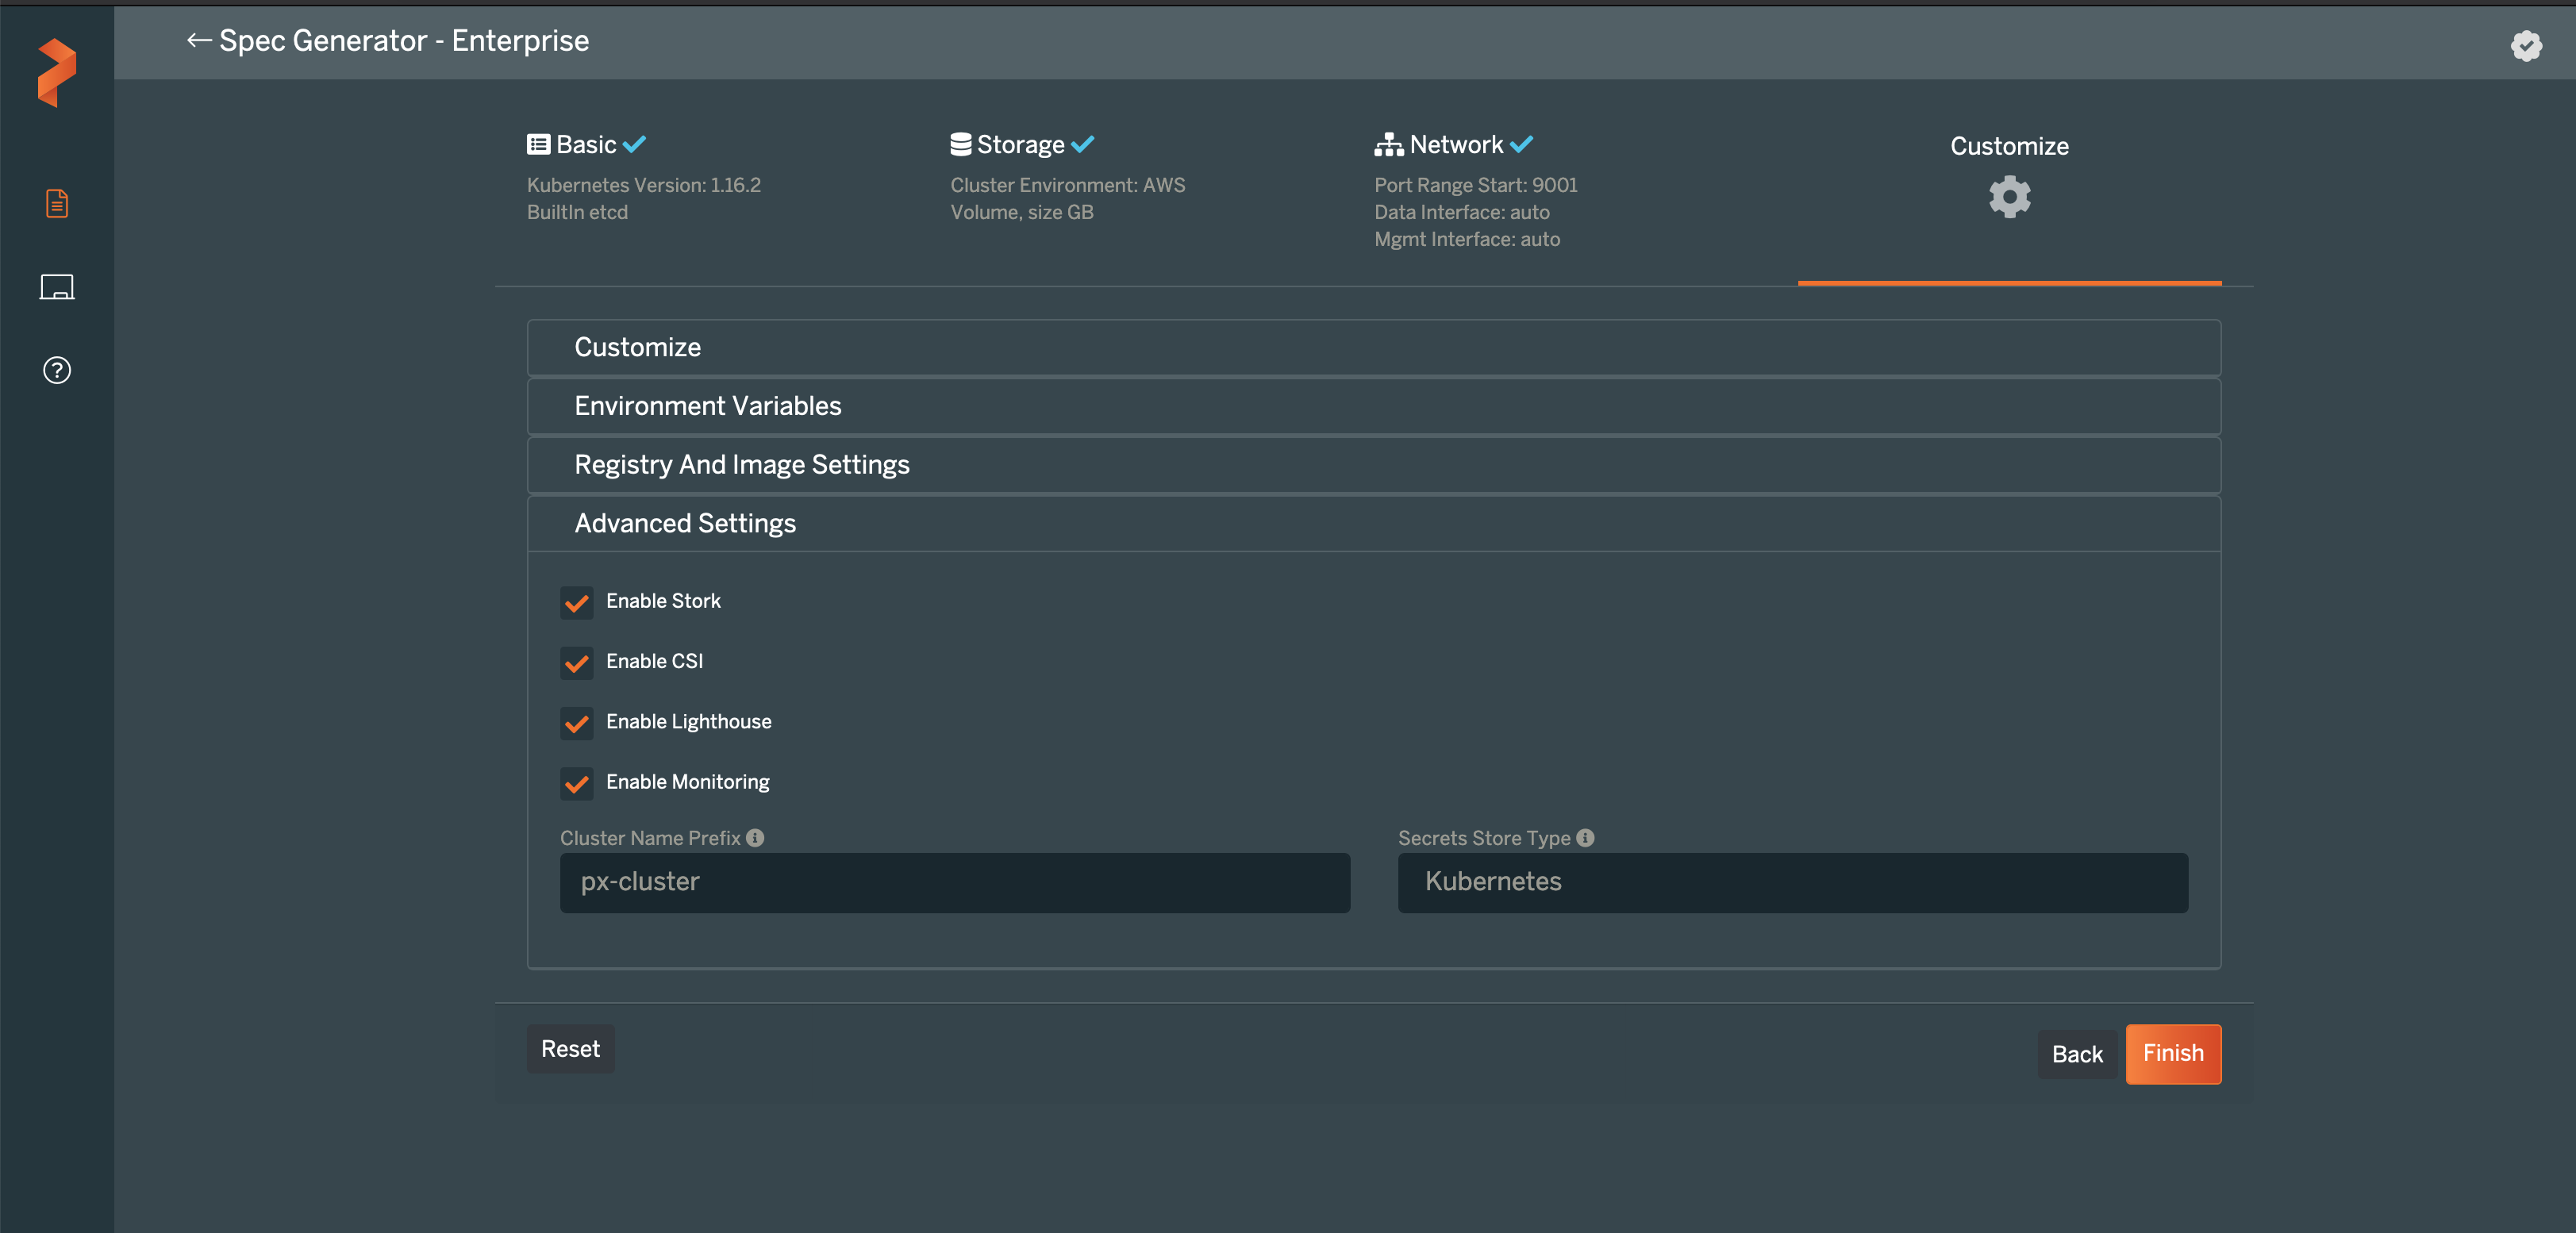 Spec Generator - Enterprise
Basic
Kubernetes Version: 1.16.2
BuiltIn etcd
Storage
Cluster Environment: AWS
Volume, size GB
Network
Port Range Start: 9001
Data Interface: auto
Mgmt Interface: auto
Customize
Customize
Environment Variables
Registry And Image Settings
Advanced Settings
Enable Stork
Enable CSI
Enable Lighthouse
Enable Monitoring
Cluster Name Prefix
px-cluster
Secrets Store Type
Kubernetes
Reset
Back
Finish